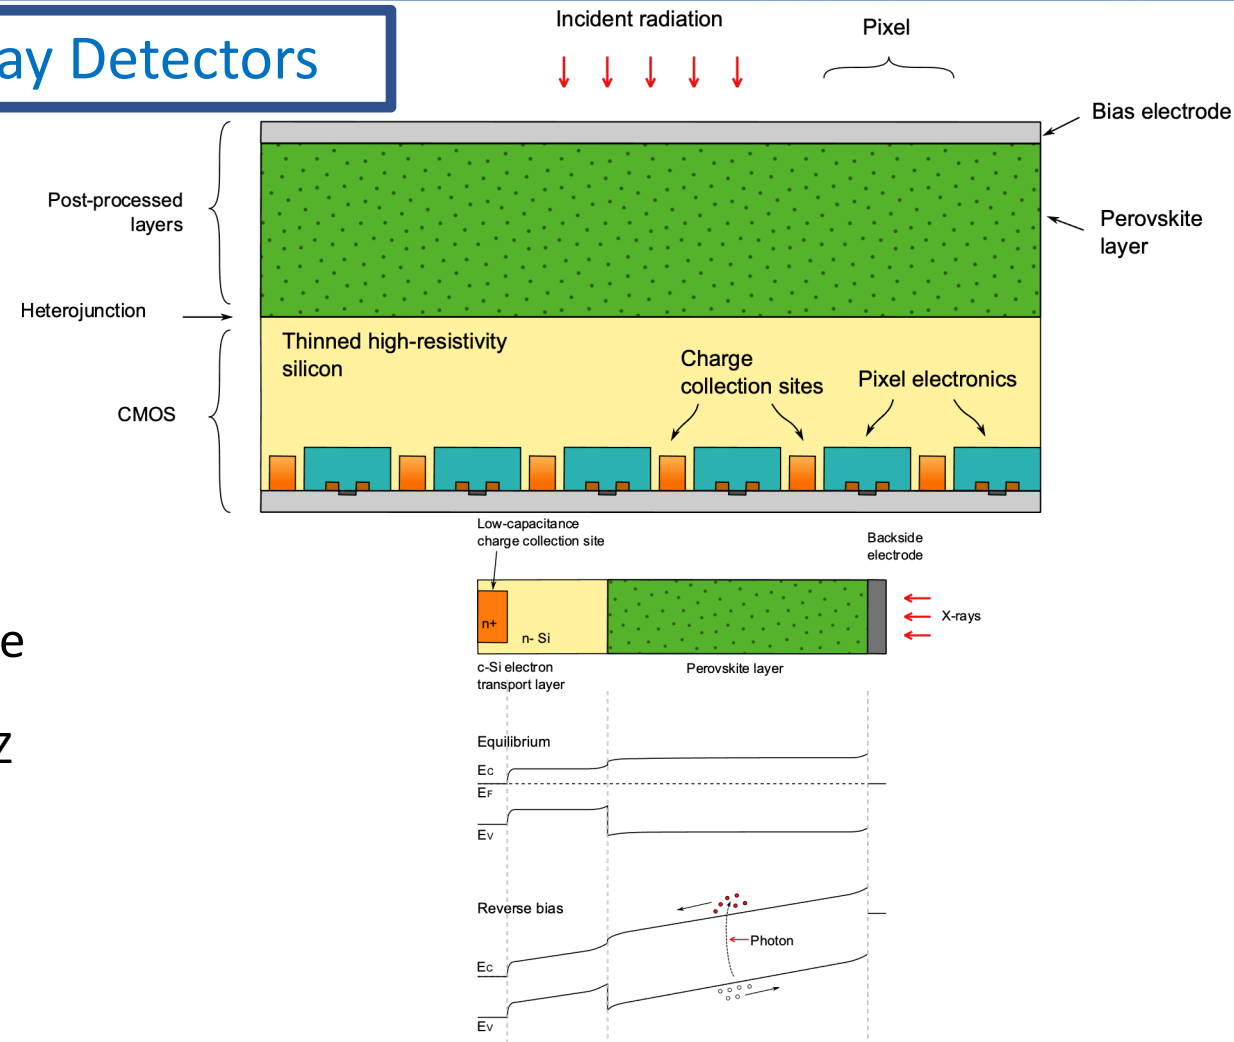 ay Detectors
Incident radiation
Pixel
Bias electrode
Post-processed
layers
Perovskite
layer
Heterojunction
Thinned high-resistivity
silicon
Charge
collection sites
Pixel electronics
CMOS
Low-capacitance
charge collection site
Backside
electrode
n+
n- Si
X-rays
c-Si electron
transport layer
Perovskite layer
e
z
Equilibrium
EC
EF
EV
Reverse bias
Photon
EC
EV